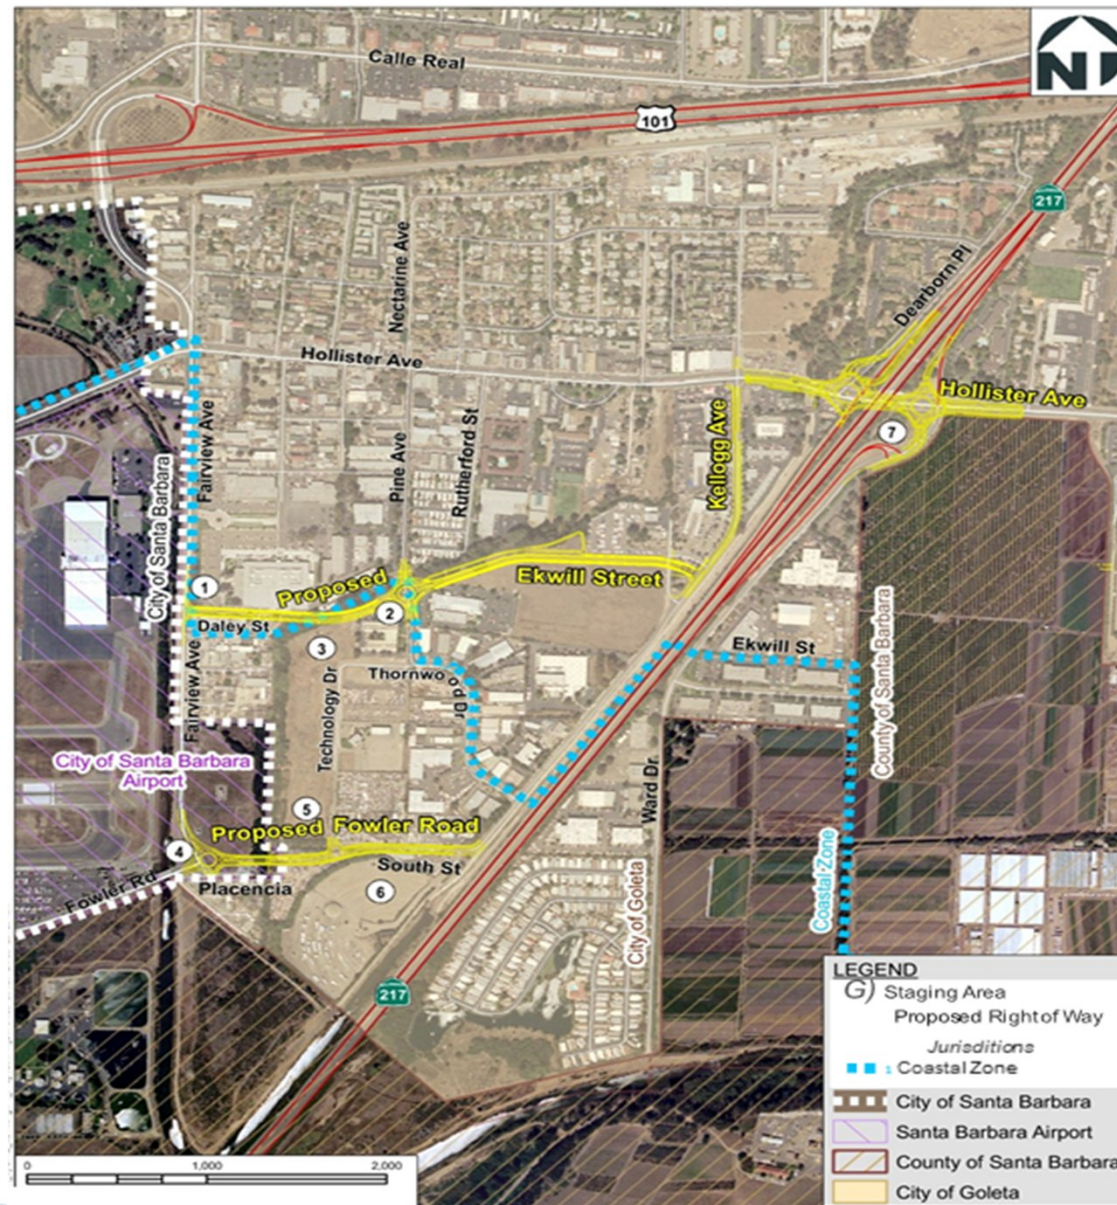 N
Calle Real
101
217
Nectarine Ave
Dearborn Pl
Hollister Ave
Hollister Ave
Fairview Ave
City of Santa Barbara
Pine Ave
Rutherford St
Kellogg Ave
7
1
Proposed
Ekwill Street
2
Daley St
3
Ekwill St
Fairview Ave
Thornwood Dr
Technology Dr
County of Santa Barbara
City of Santa Barbara
Airport
Ward Dr.
5
Proposed Fowler Road
4
South St
Placencia
6
Fowler Rd
Coastal Zone
City of Goleta
217
LEGEND
G) Staging Area
Proposed Right of Way
Jurisditions
1 Coastal Zone
City of Santa Barbara
Santa Barbara Airport
County of Santa Barbara
City of Goleta
0 1,000 2,000